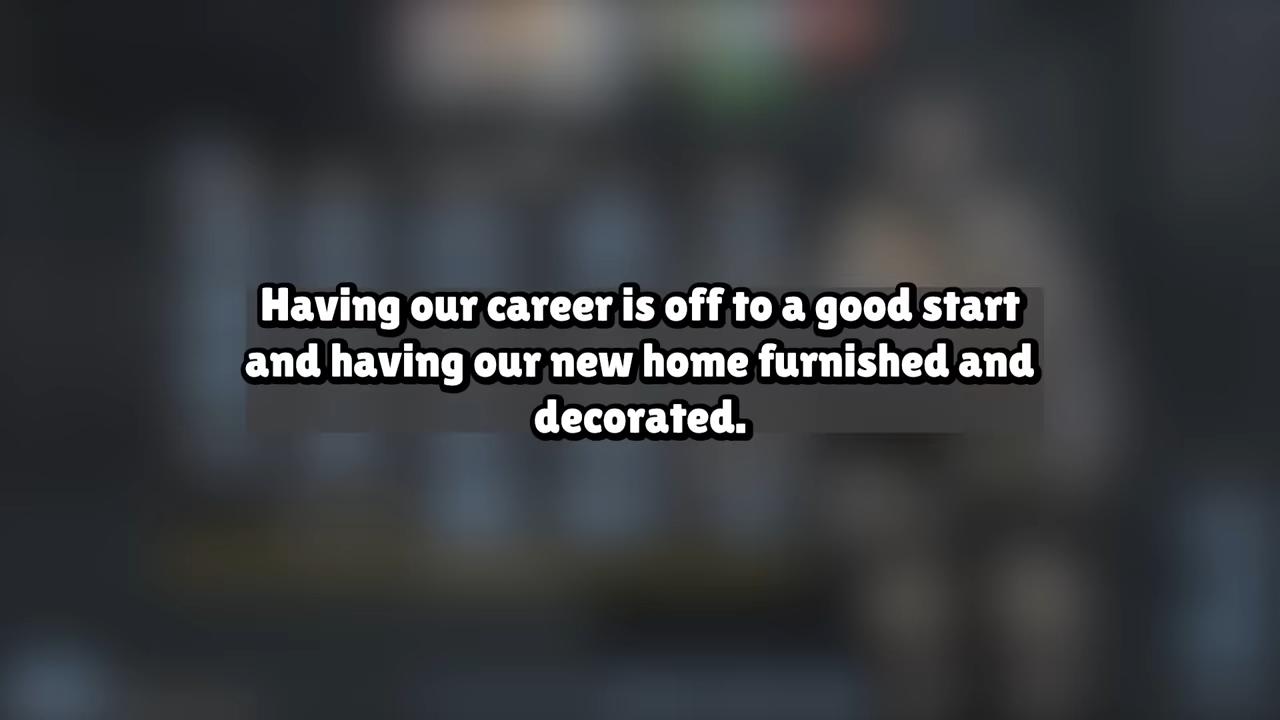 Having our career is off to a good start
and having our new home furnished and
decorated.